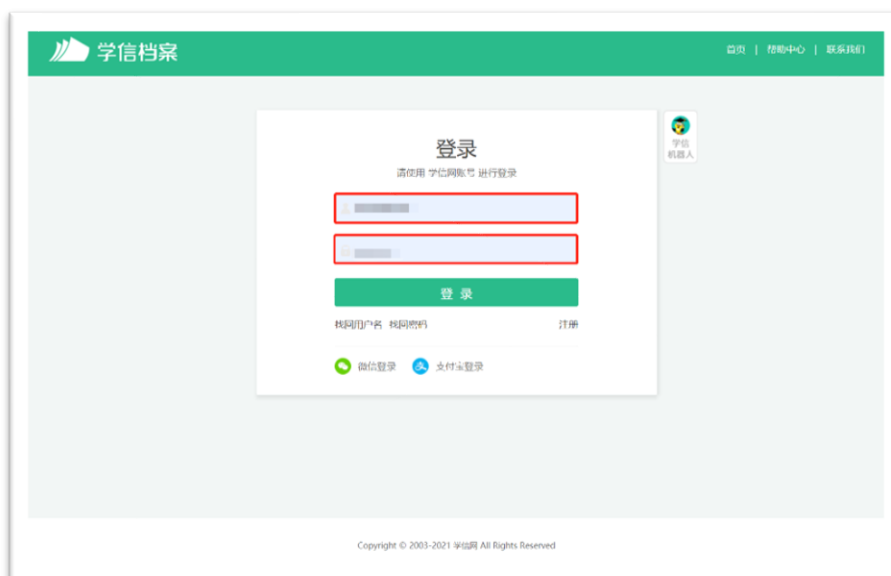 学信档案
首页 | 帮助中心 | 联系我们
登录
请使用 学信网账号 进行登录
学信
机器人
登 录
找回用户名 找回密码 注册
微信登录 支付宝登录
Copyright © 2003-2021 学信网 All Rights Reserved